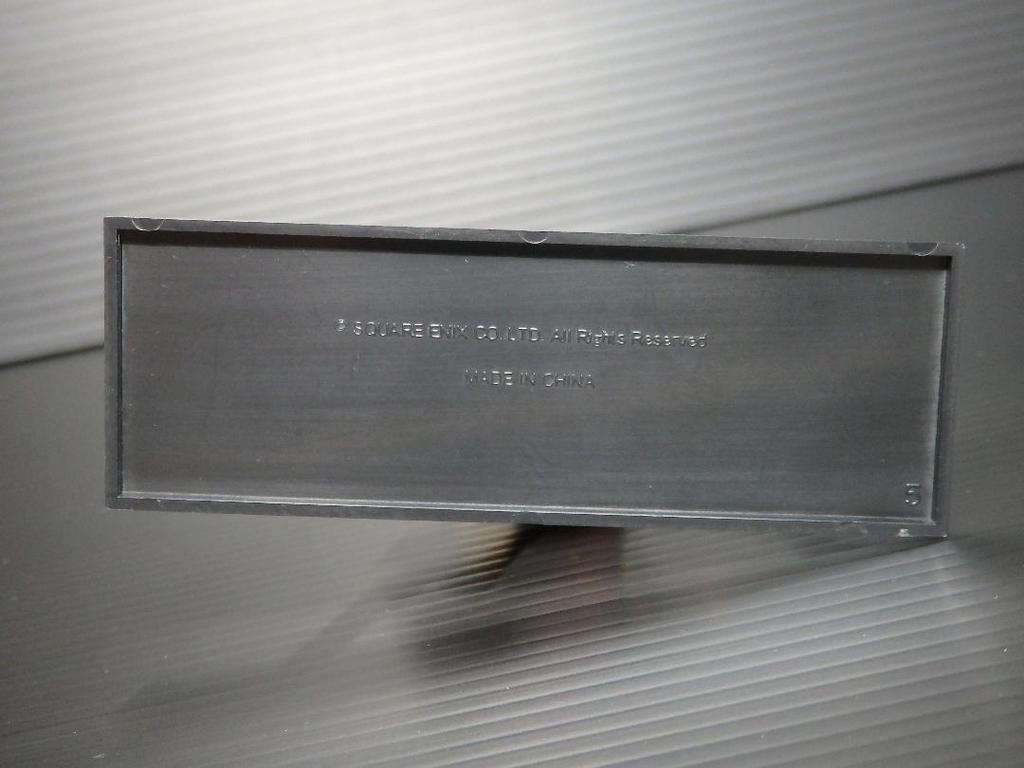 © SQUARE ENIX CO.,LTD. All Rights Reserved
MADE IN CHINA
5